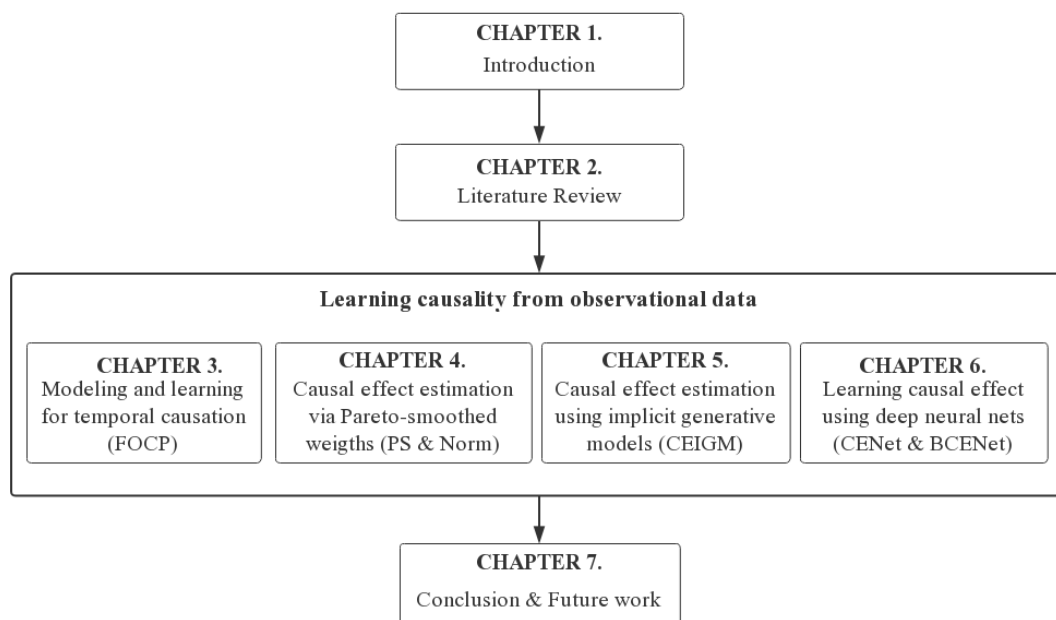 CHAPTER 1.
Introduction
CHAPTER 2.
Literature Review
Learning causality from observational data
CHAPTER 3.
Modeling and learning
for temporal causation
(FOCP)
CHAPTER 4.
Causal effect estimation
via Pareto-smoothed
weigths (PS & Norm)
CHAPTER 5.
Causal effect estimation
using implicit generative
models (CEIGM)
CHAPTER 6.
Learning causal effect
using deep neural nets
(CENet & BCENet)
CHAPTER 7.
Conclusion & Future work